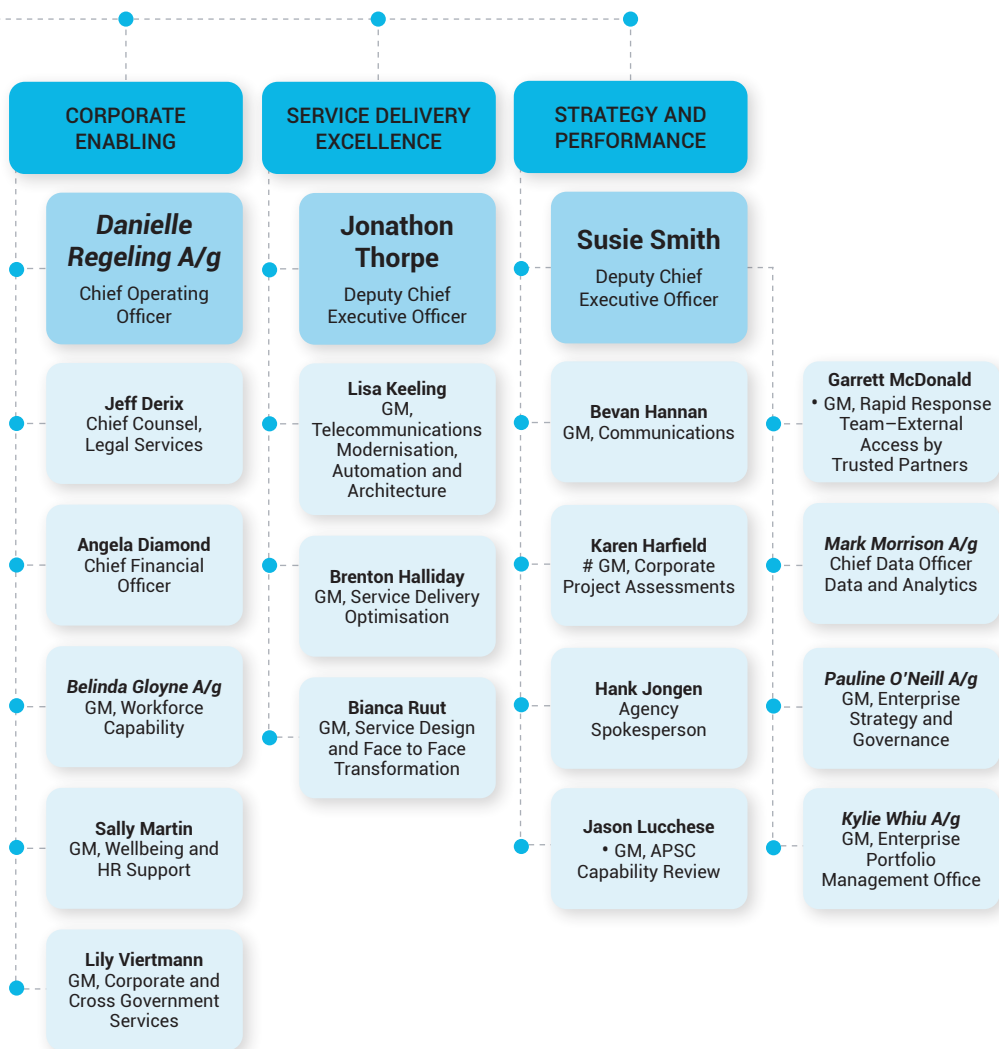 CORPORATE
ENABLING
Danielle
Regeling A/g
Chief Operating
Officer
Jeff Derix
Chief Counsel,
Legal Services
Angela Diamond
Chief Financial
Officer
Belinda Gloyne A/g
GM, Workforce
Capability
Sally Martin
GM, Wellbeing and
HR Support
Lily Viertmann
GM, Corporate and
Cross Government
Services
SERVICE DELIVERY
EXCELLENCE
Jonathon
Thorpe
Deputy Chief
Executive Officer
Lisa Keeling
GM,
Telecommunications
Modernisation,
Automation and
Architecture
Brenton Halliday
GM, Service Delivery
Optimisation
Bianca Ruut
GM, Service Design
and Face to Face
Transformation
STRATEGY AND
PERFORMANCE
Susie Smith
Deputy Chief
Executive Officer
Bevan Hannan
GM, Communications
Karen Harfield
# GM, Corporate
Project Assessments
Hank Jongen
Agency
Spokesperson
Jason Lucchese
• GM, APSC
Capability Review
Garrett McDonald
• GM, Rapid Response
Team–External
Access by
Trusted Partners
Mark Morrison A/g
Chief Data Officer
Data and Analytics
Pauline O'Neill A/g
GM, Enterprise
Strategy and
Governance
Kylie Whiu A/g
GM, Enterprise
Portfolio
Management Office